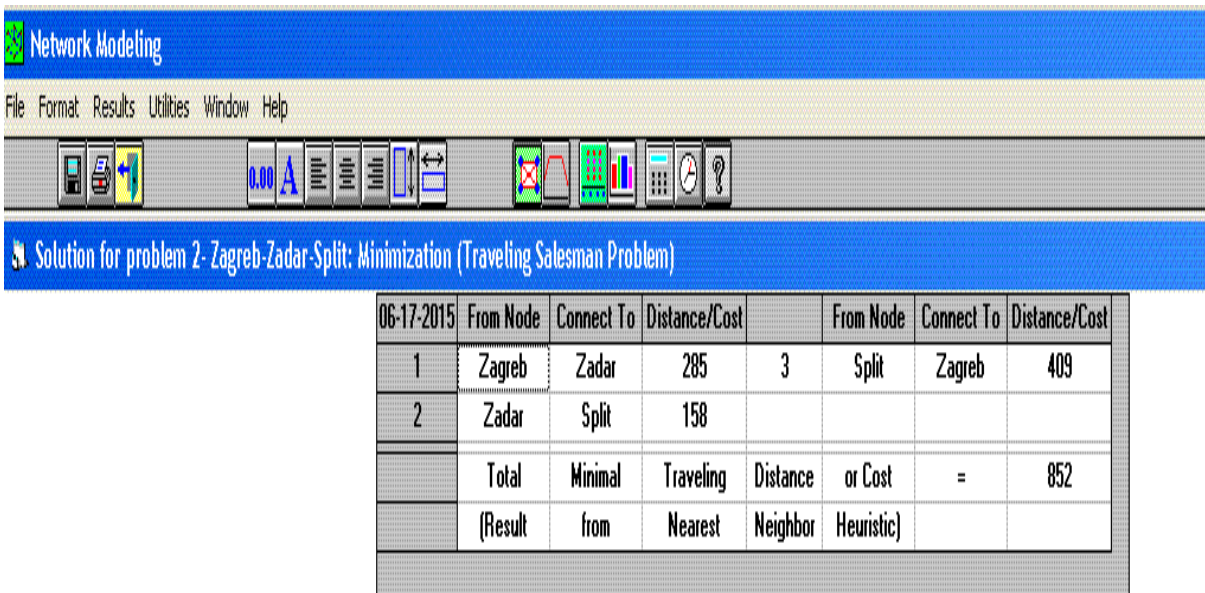 Network Modeling
File Format Results Utilities Window Help
0.00 A ?
Solution for problem 2- Zagreb-Zadar-Split: Minimization (Traveling Salesman Problem)
06-17-2015 From Node Connect To Distance/Cost From Node Connect To Distance/Cost
1 Zagreb Zadar 285 3 Split Zagreb 409
2 Zadar Split 158
Total Minimal Traveling Distance or Cost = 852
(Result from Nearest Neighbor Heuristic)